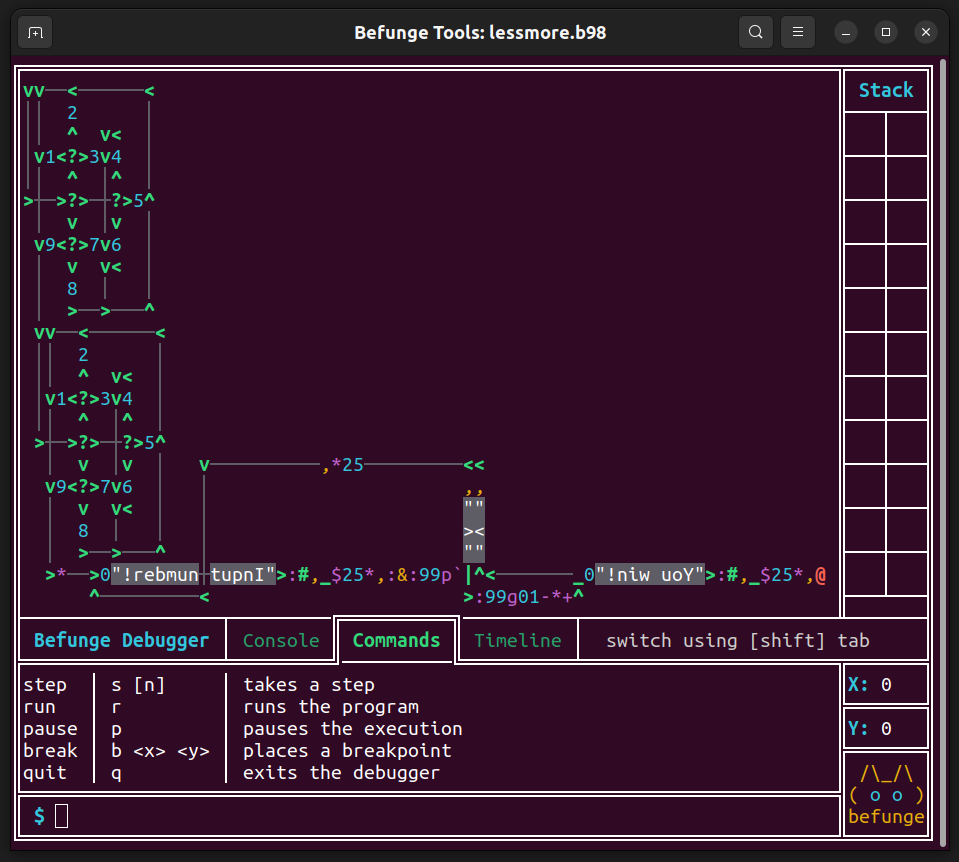 Befunge Tools: lessmore.b98
vv  <      <
    2
    ^  v<
 v1<?>3v4
    ^   ^
>  >?>  ?>5^
    v   v
 v9<?>7v6
    v  v<
    8
    >  >   ^
 vv  <      <
     2
     ^  v<
  v1<?>3v4
     ^   ^
 >  >?>  ?>5^
     v   v      v          ,*25         <<
  v9<?>7v6                              ,,
     v  v<                              ""
     8                                  ><
     >  >   ^                           ""
  >*  >0"!rebmun tupnI">:#,_$25*,:&:99p`|^<       _0"!niw uoY">:#,_$25*,@
      ^         <                       >:99g01-*+^
Stack
Befunge Debugger Console Commands Timeline switch using [shift] tab
step s [n] takes a step
run r runs the program
pause p pauses the execution
break b <x> <y> places a breakpoint
quit q exits the debugger
X: 0
Y: 0
/\_/\
( o o )
befunge
$